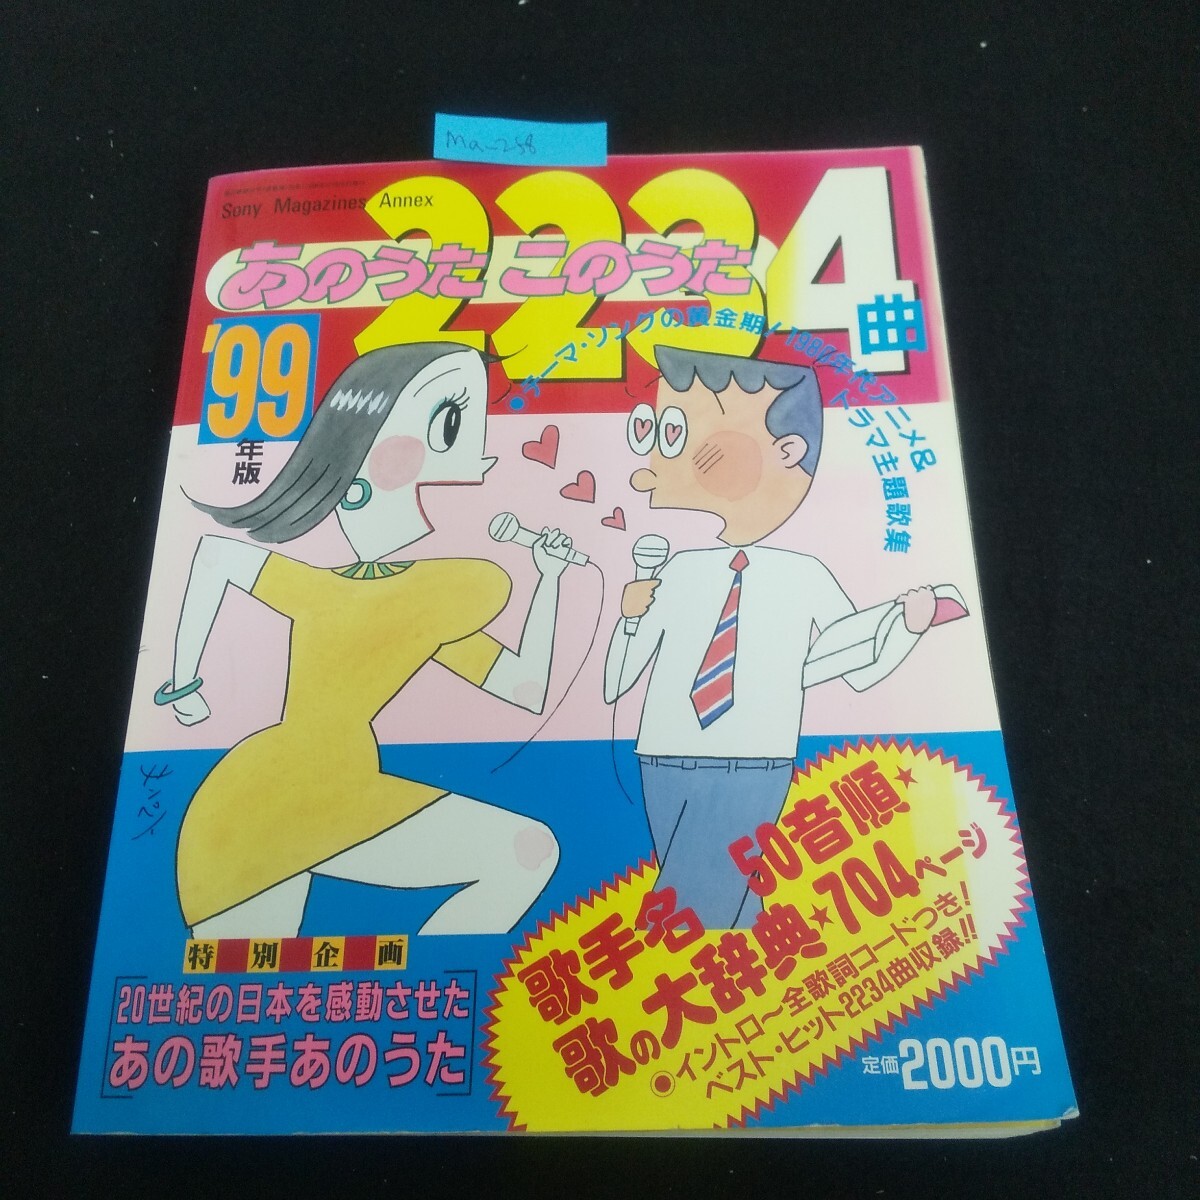 Ma-258
Sony Magazines Annex
2234曲
あのうたこのうた
'99
年版
●テーマ・ソングの黄金期!1980年代アニメ&
ドラマ主題歌集
歌手名 50音順★
歌の大辞典★704ページ
●イントロ〜全歌詞コードつき!
ベスト・ヒット2234曲収録!!
特別企画
20世紀の日本を感動させた
あの歌手あのうた
定価2000円